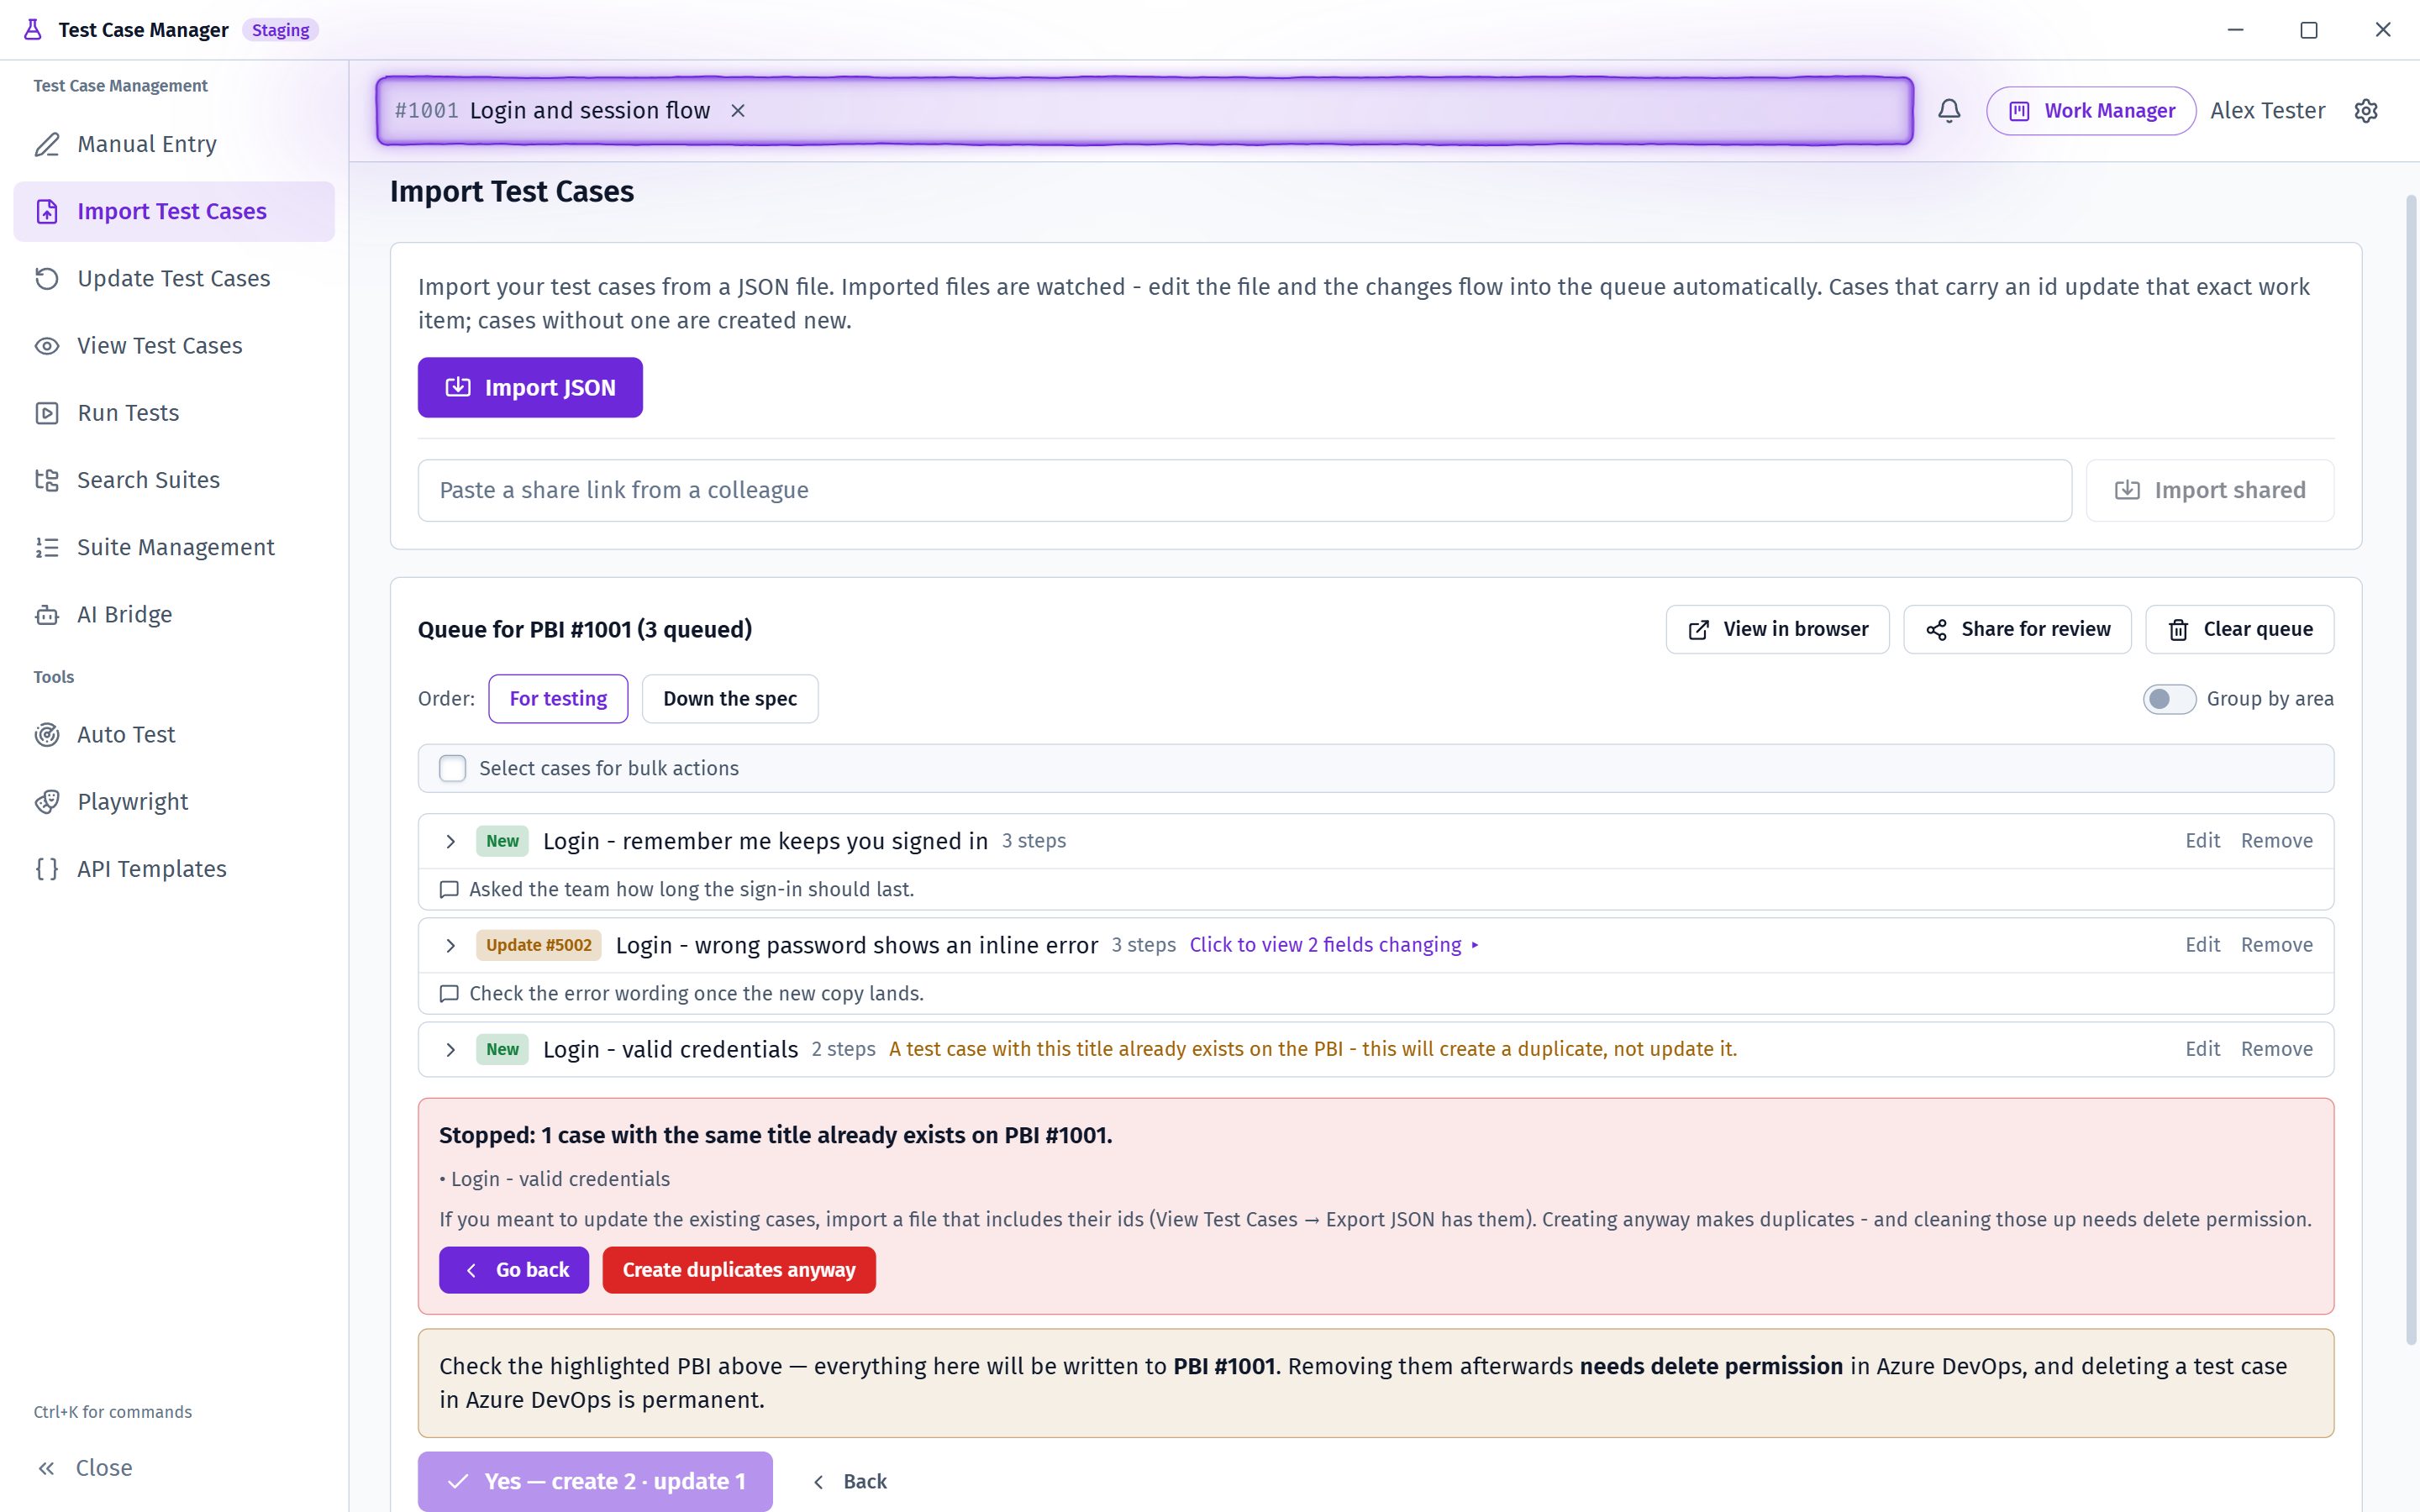 Test Case Manager Staging
Test Case Management
Manual Entry
Import Test Cases
Update Test Cases
View Test Cases
Run Tests
Search Suites
Suite Management
AI Bridge
Tools
Auto Test
Playwright
API Templates
Ctrl+K for commands
Close
#1001 Login and session flow
Work Manager
Alex Tester
Import Test Cases
Import your test cases from a JSON file. Imported files are watched - edit the file and the changes flow into the queue automatically. Cases that carry an id update that exact work
item; cases without one are created new.
Import JSON
Paste a share link from a colleague
Import shared
Queue for PBI #1001 (3 queued)
View in browser
Share for review
Clear queue
Order: For testing Down the spec
Group by area
Select cases for bulk actions
New Login - remember me keeps you signed in 3 steps Edit Remove
Asked the team how long the sign-in should last.
Update #5002 Login - wrong password shows an inline error 3 steps Click to view 2 fields changing ▸ Edit Remove
Check the error wording once the new copy lands.
New Login - valid credentials 2 steps A test case with this title already exists on the PBI - this will create a duplicate, not update it. Edit Remove
Stopped: 1 case with the same title already exists on PBI #1001.
• Login - valid credentials
If you meant to update the existing cases, import a file that includes their ids (View Test Cases → Export JSON has them). Creating anyway makes duplicates - and cleaning those up needs delete permission.
Go back
Create duplicates anyway
Check the highlighted PBI above — everything here will be written to PBI #1001. Removing them afterwards needs delete permission in Azure DevOps, and deleting a test case
in Azure DevOps is permanent.
Yes — create 2 · update 1
Back